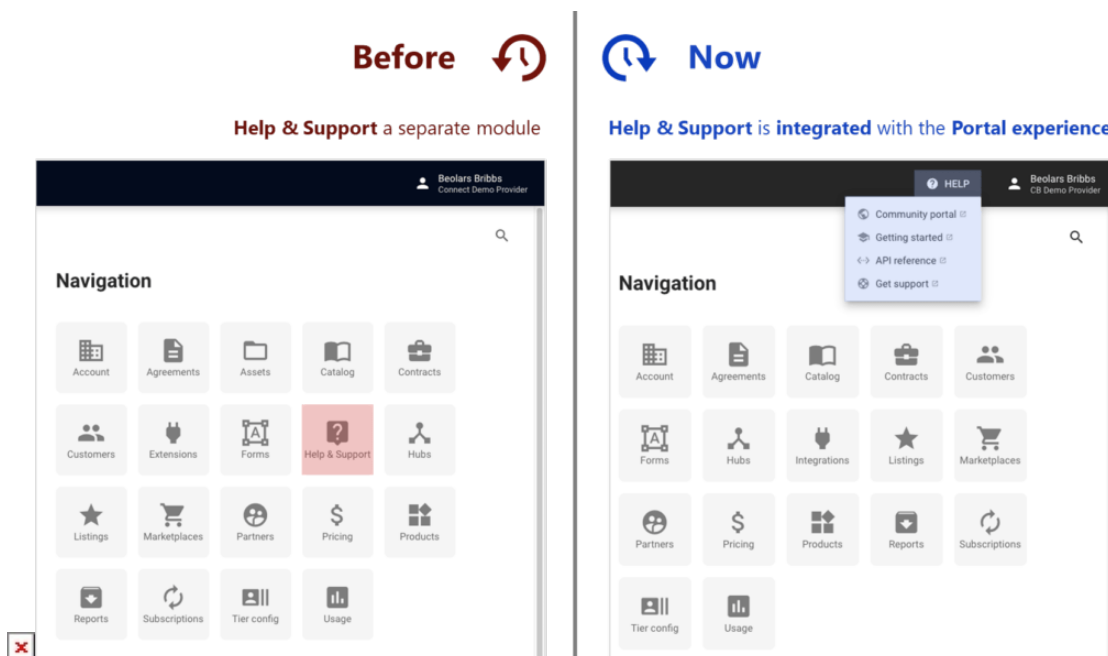 Before
Help & Support a separate module
Beolars Bribbs
Connect Demo Provider
Navigation
Account Agreements Assets Catalog Contracts
Customers Extensions Forms Help & Support Hubs
Listings Marketplaces Partners Pricing Products
Reports Subscriptions Tier config Usage
Now
Help & Support is integrated with the Portal experience
HELP
Beolars Bribbs
CB Demo Provider
Community portal
Getting started
API reference
Get support
Navigation
Account Agreements Catalog Contracts Customers
Forms Hubs Integrations Listings Marketplaces
Partners Pricing Products Reports Subscriptions
Tier config Usage